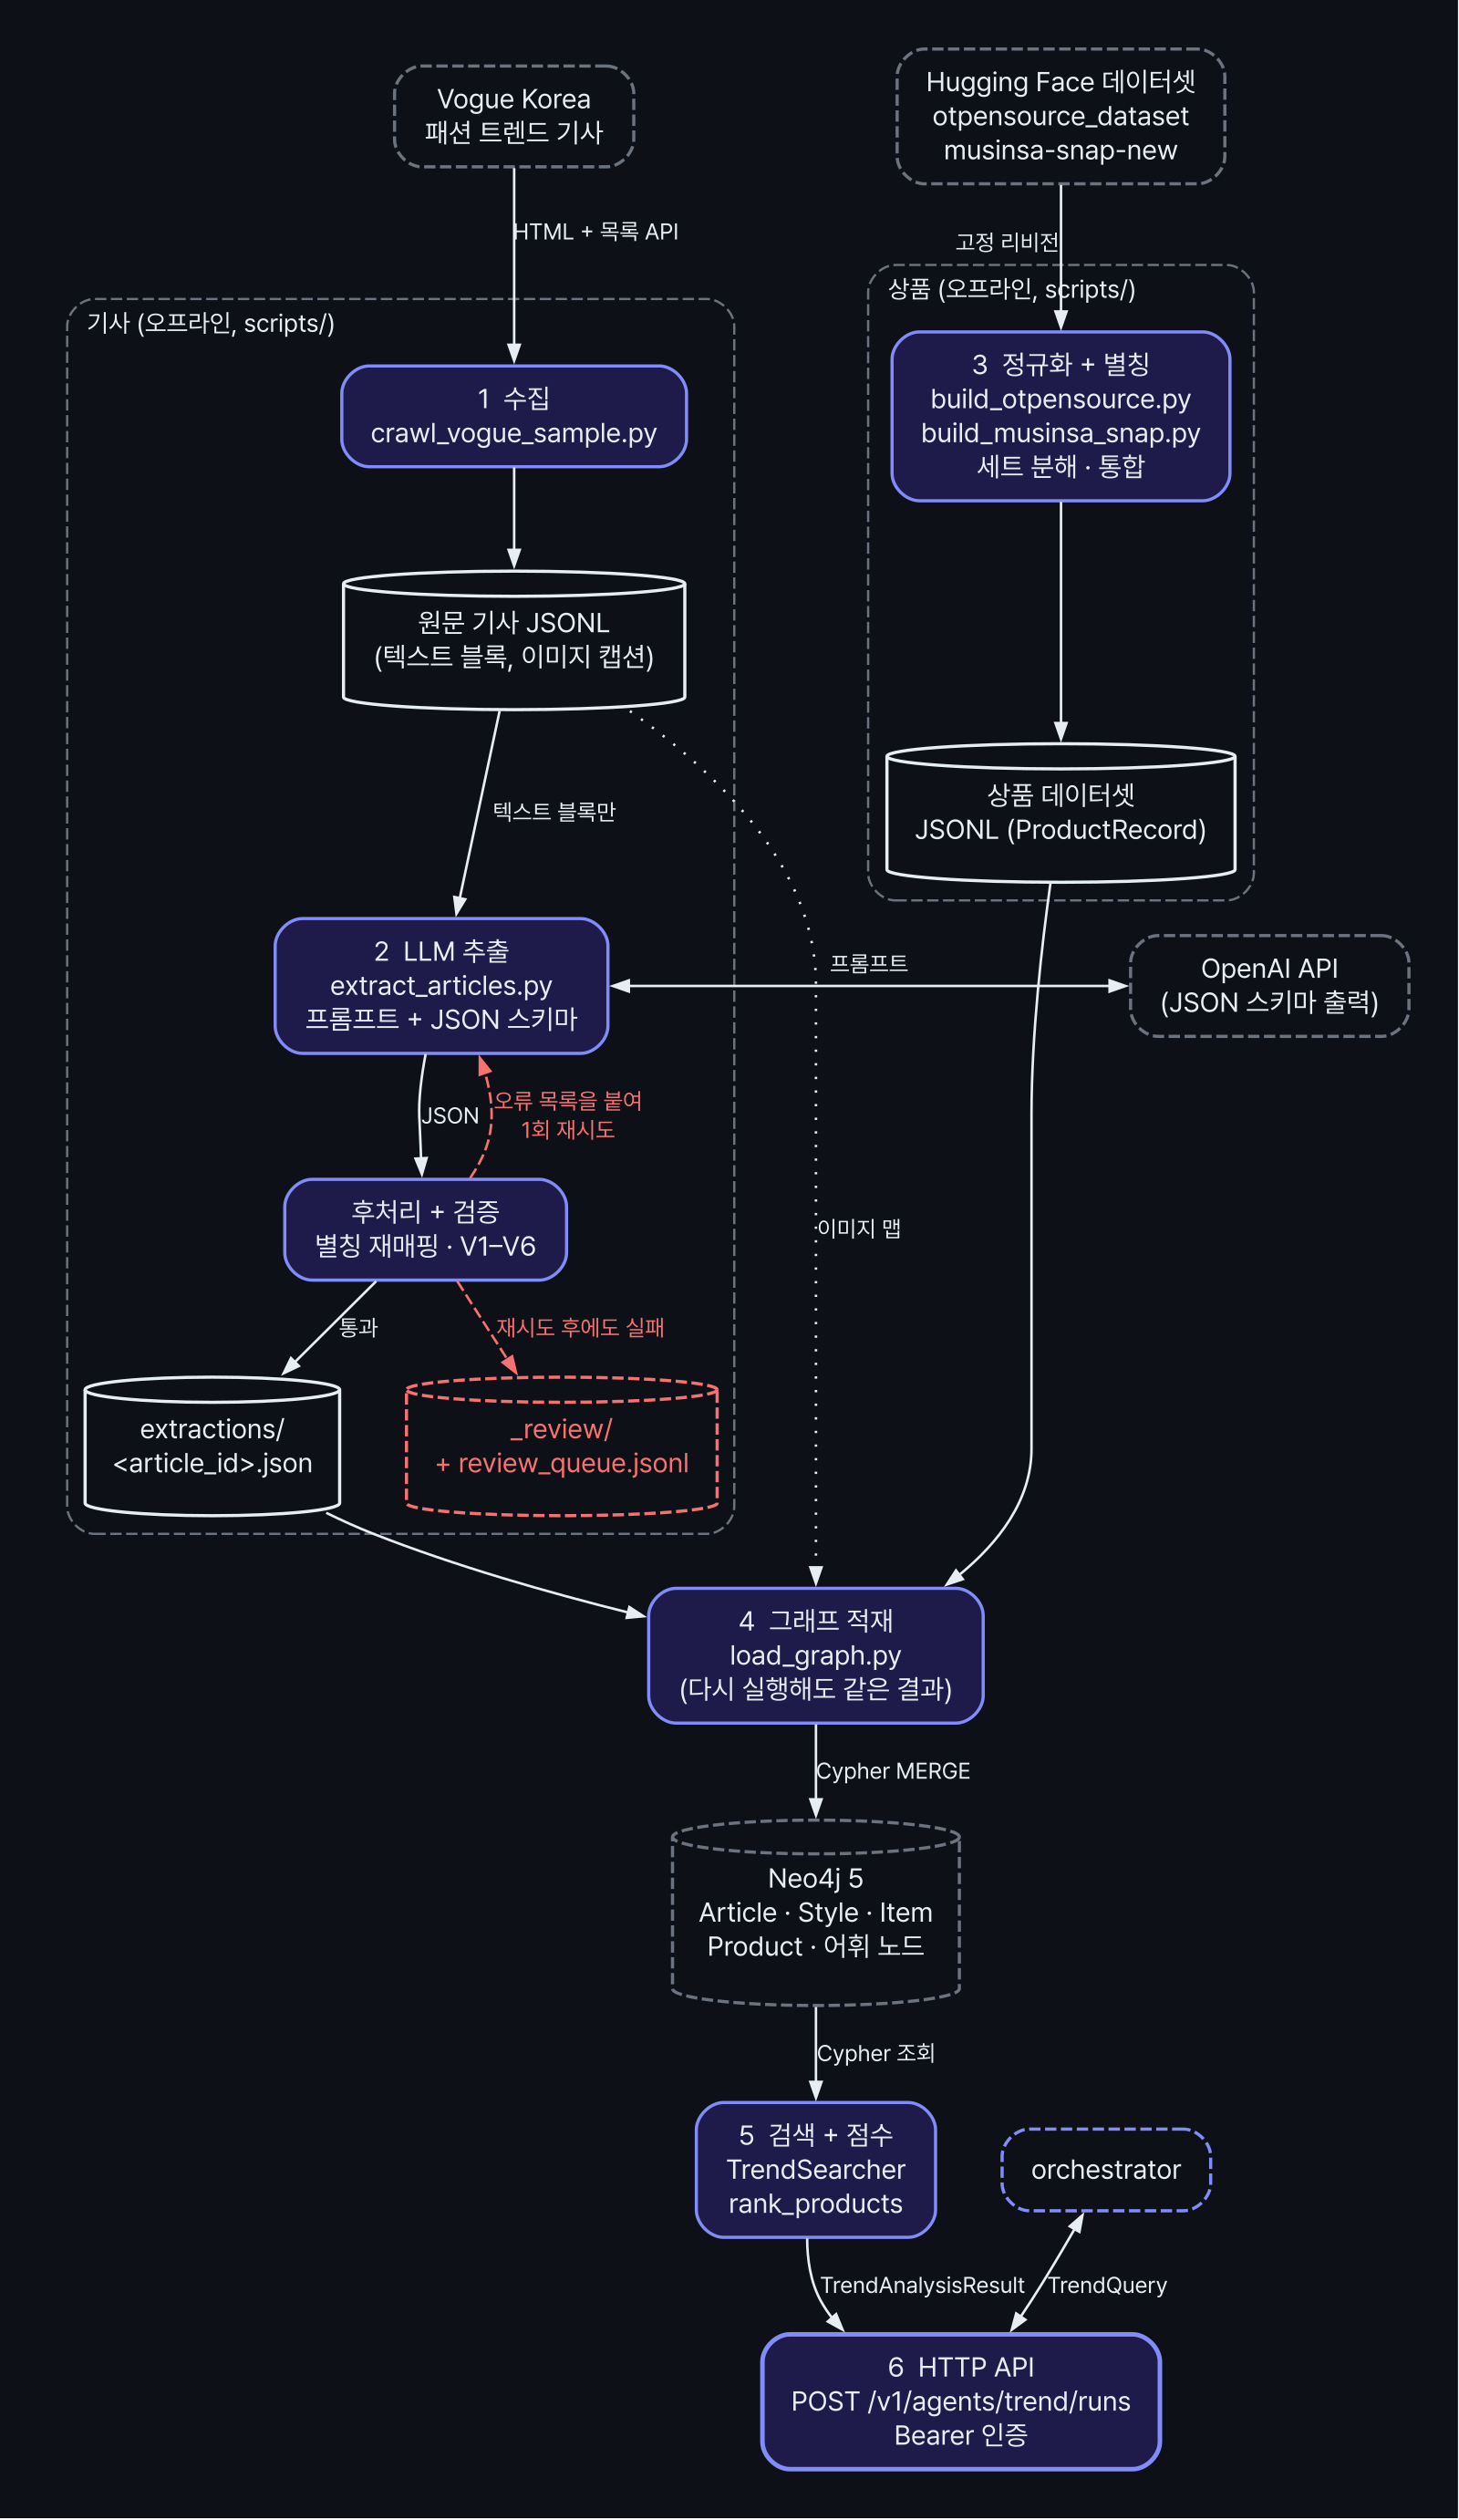 Vogue Korea
패션 트렌드 기사
Hugging Face 데이터셋
otpensource_dataset
musinsa-snap-new
HTML + 목록 API
고정 리비전
기사 (오프라인, scripts/)
상품 (오프라인, scripts/)
1 수집
crawl_vogue_sample.py
3 정규화 + 별칭
build_otpensource.py
build_musinsa_snap.py
세트 분해 · 통합
원문 기사 JSONL
(텍스트 블록, 이미지 캡션)
텍스트 블록만
상품 데이터셋
JSONL (ProductRecord)
2 LLM 추출
extract_articles.py
프롬프트 + JSON 스키마
프롬프트
OpenAI API
(JSON 스키마 출력)
JSON
오류 목록을 붙여
1회 재시도
후처리 + 검증
별칭 재매핑 · V1–V6
이미지 맵
통과
재시도 후에도 실패
extractions/
<article_id>.json
_review/
+ review_queue.jsonl
4 그래프 적재
load_graph.py
(다시 실행해도 같은 결과)
Cypher MERGE
Neo4j 5
Article · Style · Item
Product · 어휘 노드
Cypher 조회
5 검색 + 점수
TrendSearcher
rank_products
orchestrator
TrendAnalysisResult
TrendQuery
6 HTTP API
POST /v1/agents/trend/runs
Bearer 인증